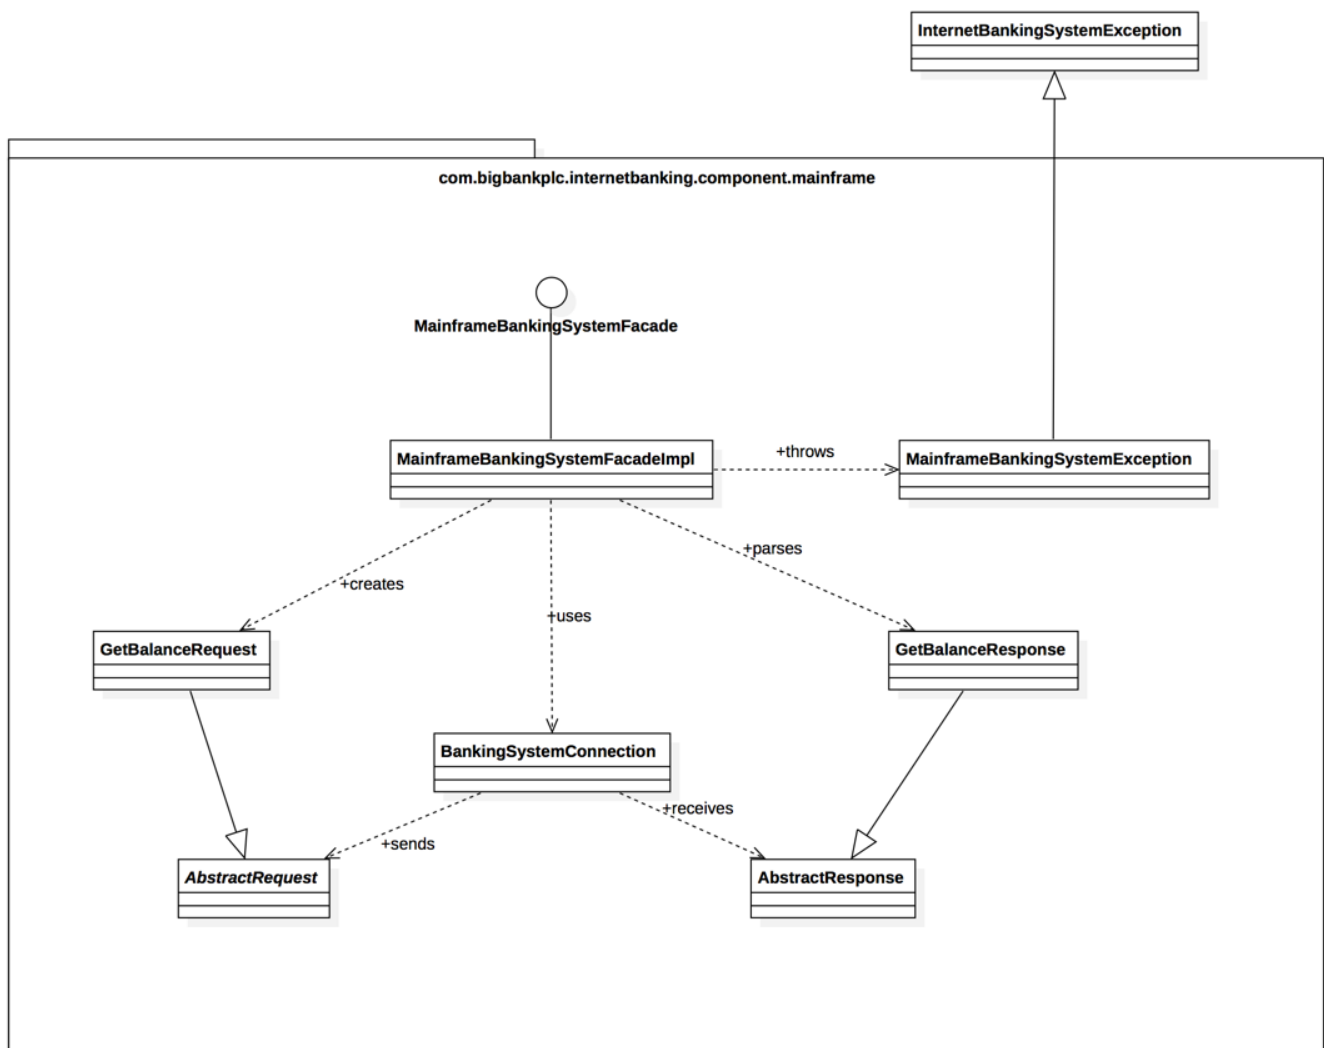 InternetBankingSystemException
com.bigbankplc.internetbanking.component.mainframe
MainframeBankingSystemFacade
MainframeBankingSystemFacadeImpl
+throws
MainframeBankingSystemException
+parses
+creates
+uses
GetBalanceRequest
GetBalanceResponse
BankingSystemConnection
+receives
+sends
AbstractRequest
AbstractResponse